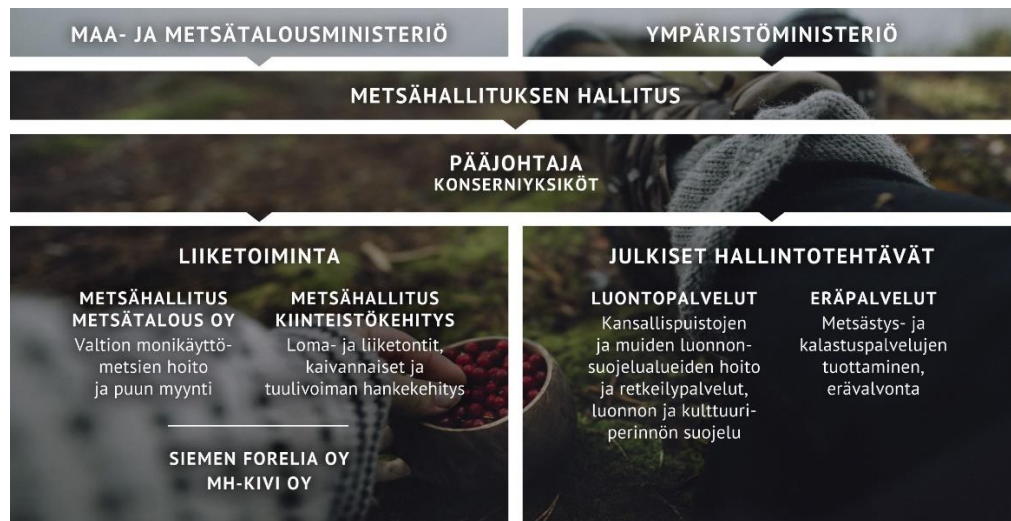 MAA- JA METSÄTALOUSMINISTERIÖ
YMPÄRISTÖMINISTERIÖ
METSÄHALLITUKSEN HALLITUS
PÄÄJOHTAJA
KONSERNIYKSIKÖT
LIIKETOIMINTA
METSÄHALLITUS
METSÄTALOUS OY
Valtion monikäyttö-
metsien hoito
ja puun myynti
METSÄHALLITUS
KIINTEISTÖKEHITYS
Loma- ja liiketontit,
kaivannaiset ja
tuulivoiman hankekehitys
SIEMEN FORELIA OY
MH-KIVI OY
JULKISET HALLINTOTEHTÄVÄT
LUONTOPALVELUT
Kansallispuistojen
ja muiden luonnon-
suojelualueiden hoito
ja retkeilypalvelut,
luonnon ja kulttuuri-
perinnön suojelu
ERÄPALVELUT
Metsästys- ja
kalastuspalvelujen
tuottaminen,
erävalvonta